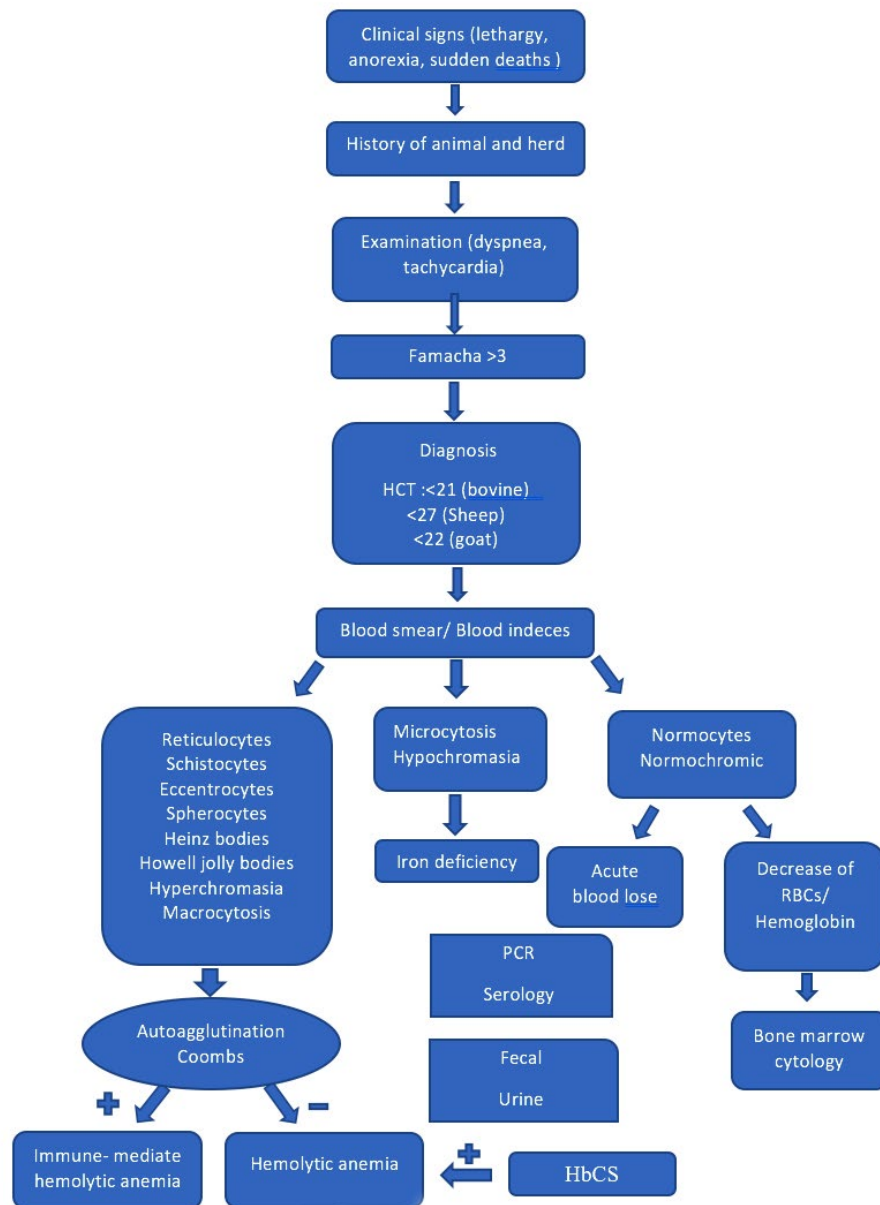 Clinical signs (lethargy,
anorexia, sudden deaths )
History of animal and herd
Examination (dyspnea,
tachycardia)
Famacha >3
Diagnosis
HCT :<21 (bovine)
<27 (Sheep)
<22 (goat)
Blood smear/ Blood indeces
Reticulocytes
Schistocytes
Eccentrocytes
Spherocytes
Heinz bodies
Howell jolly bodies
Hyperchromasia
Macrocytosis
Microcytosis
Hypochromasia
Normocytes
Normochromic
Iron deficiency
Acute
blood lose
Decrease of
RBCs/
Hemoglobin
PCR
Serology
Autoagglutination
Coombs
Bone marrow
cytology
Fecal
Urine
+
–
Immune- mediate
hemolytic anemia
Hemolytic anemia
+
HbCS